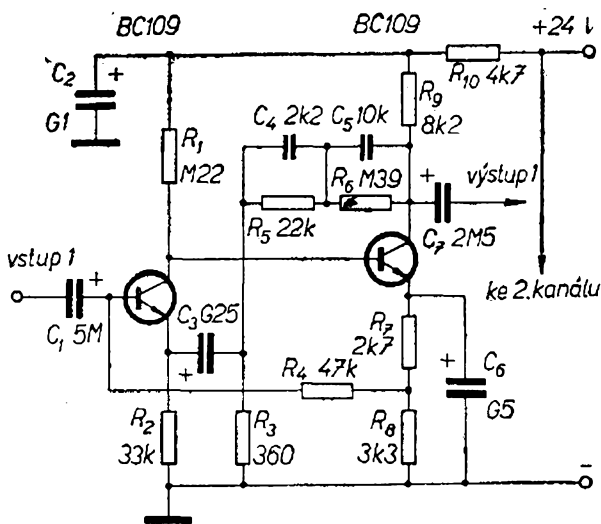 BC109
BC109
+24 V
C2
+
G1
R1
M22
C4 2k2
C5 10k
R9
8k2
R10 4k7
R5 22k
R6 M39
+
výstup 1
C7 2M5
ke 2. kanálu
vstup 1
+
C1 5M
C3 G25
+
R4 47k
R7
2k7
+
C6
G5
R2
33k
R3
360
R8
3k3
-